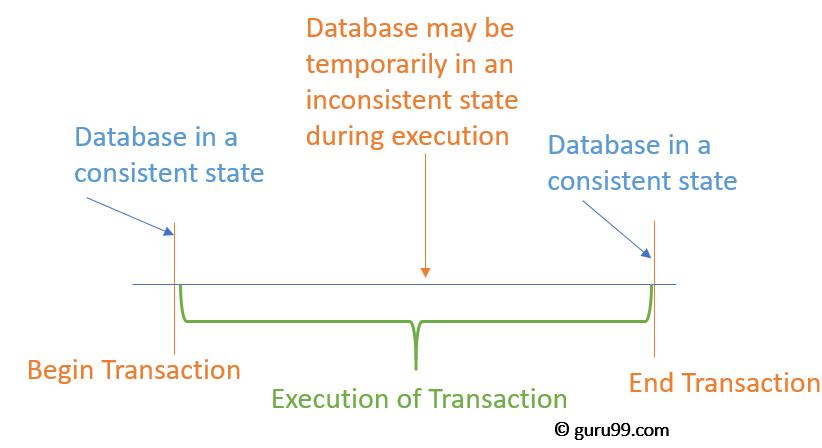 Database may be
temporarily in an
inconsistent state
during execution
Database in a
consistent state
Database in a
consistent state
Begin Transaction
Execution of Transaction
End Transaction
© guru99.com